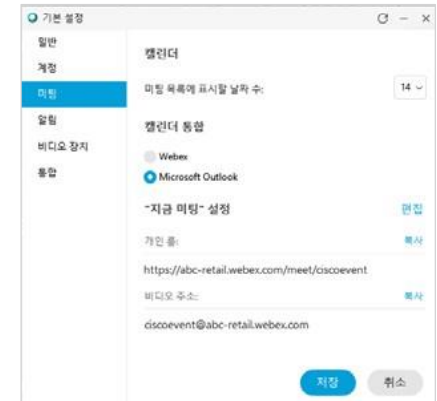 기본 설정
일반
계정
미팅
알림
비디오 장치
통합
캘린더
미팅 목록에 표시할 날짜 수:
14
캘린더 통합
Webex
Microsoft Outlook
"지금 미팅" 설정
편집
개인 룸:
복사
https://abc-retail.webex.com/meet/ciscoevent
비디오 주소:
복사
ciscoevent@abc-retail.webex.com
저장
취소